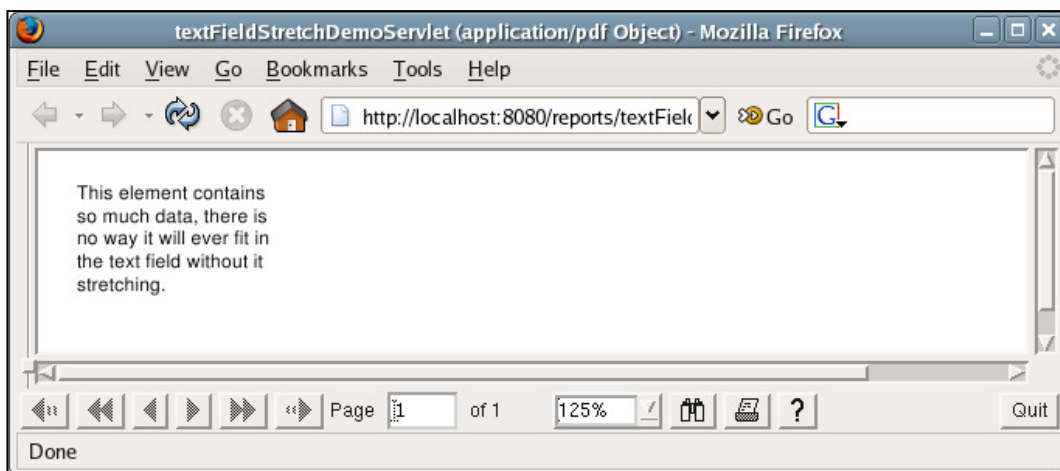 textFieldStretchDemoServlet (application/pdf Object) - Mozilla Firefox
File Edit View Go Bookmarks Tools Help
http://localhost:8080/reports/textField Go G
This element contains
so much data, there is
no way it will ever fit in
the text field without it
stretching.
Page 1 of 1 125% ? Quit
Done